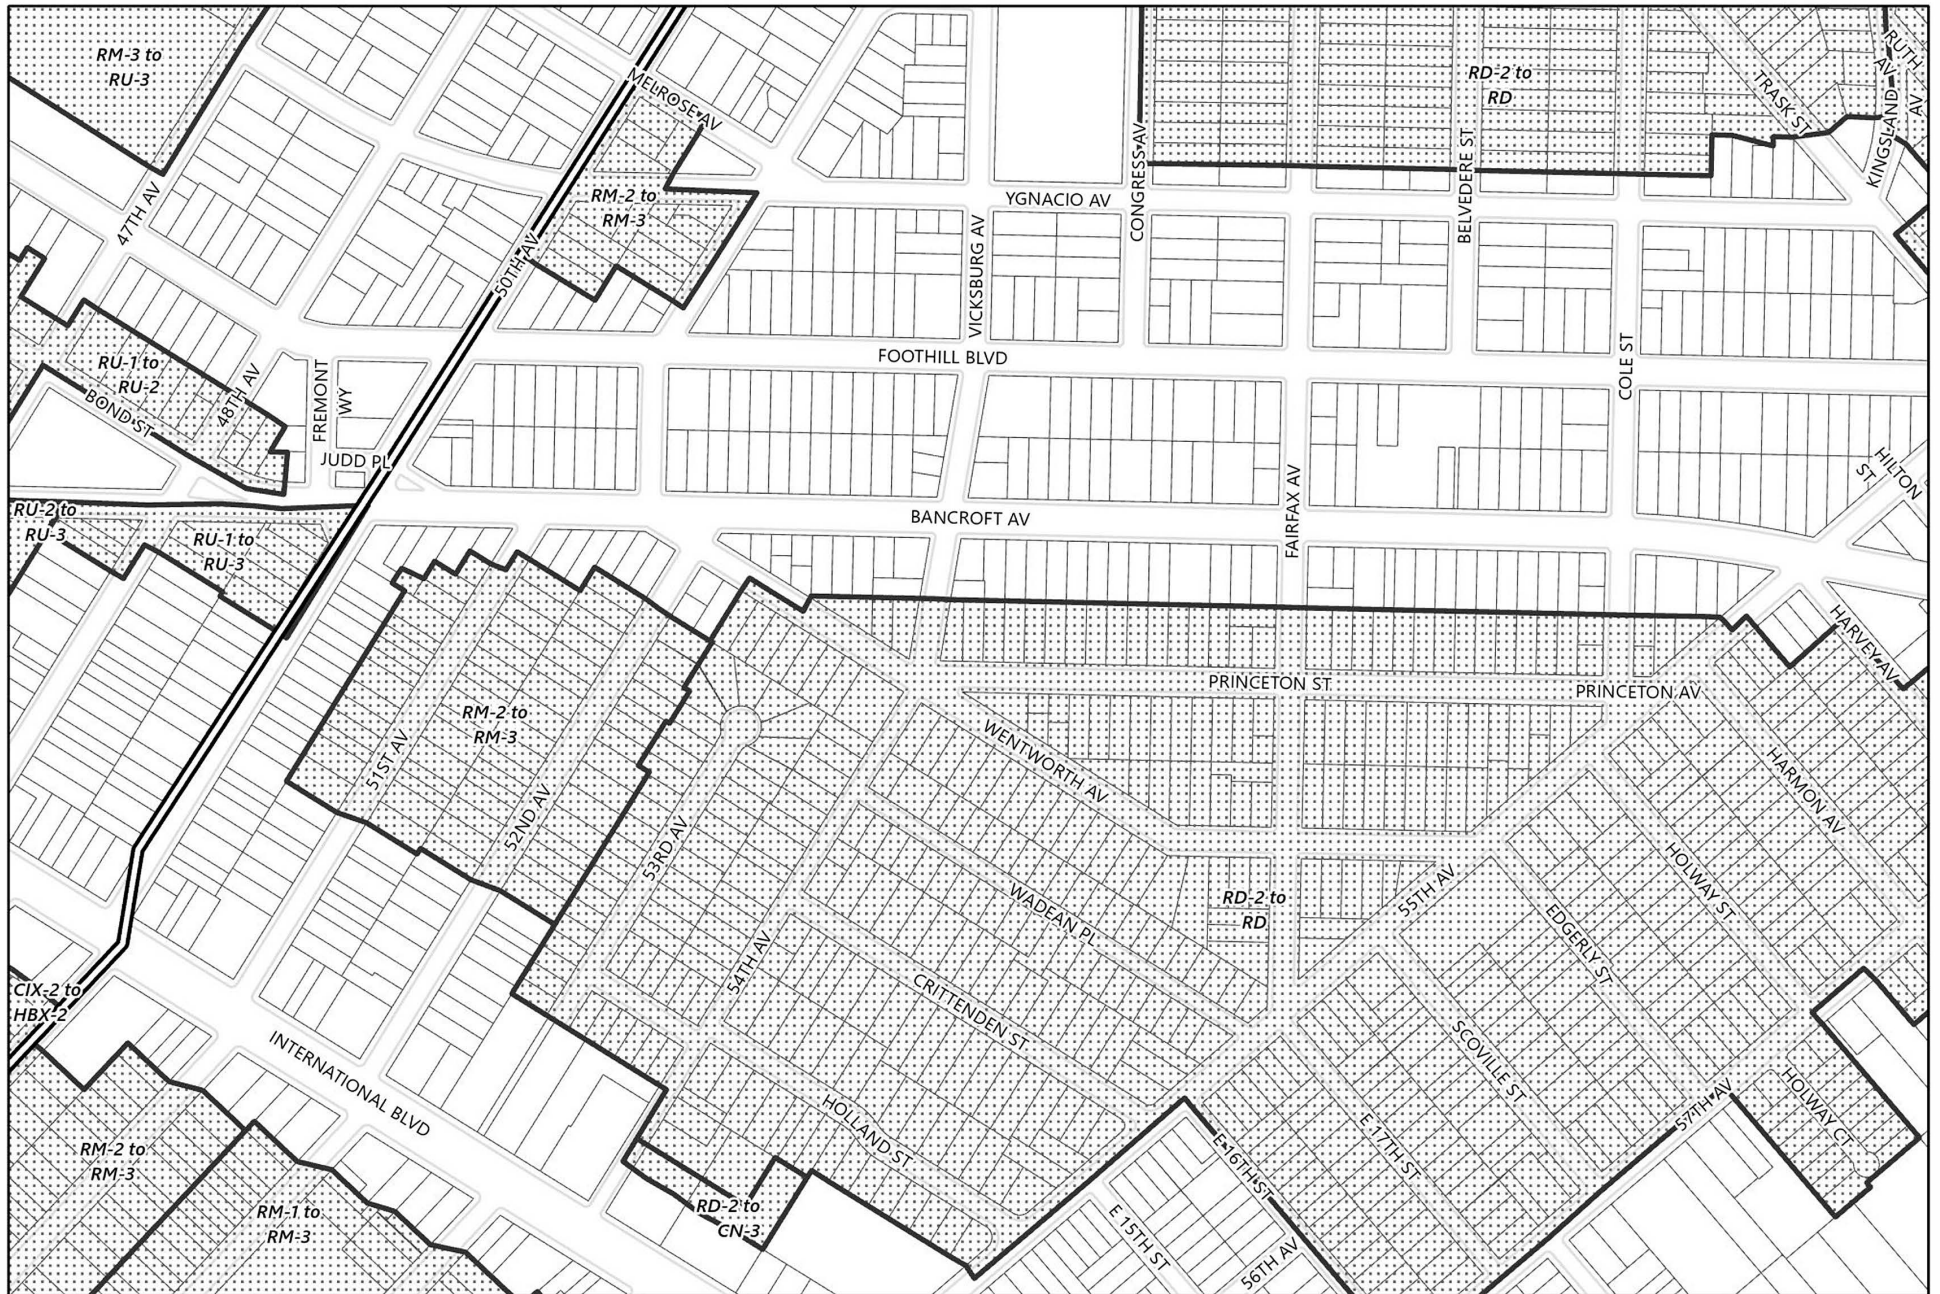 RM-3 to
RU-3
MELROSE AV
RD-2 to
RD
TRASK ST
RUTH
AV
KINGSLAND
AV
KINGSLAND
47TH AV
RM-2 to
RM-3
50TH AV
YGNACIO AV
CONGRESS AV
BELVEDERE ST
VICKSBURG AV
FOOTHILL BLVD
COLE ST
RU-1 to
RU-2
48TH AV
BOND ST
FREMONT
WY
JUDD PL
HILTON
ST
RU-2 to
RU-3
RU-1 to
RU-3
BANCROFT AV
FAIRFAX AV
HARVEY AV
PRINCETON ST
PRINCETON AV
RM-2 to
RM-3
51ST AV
52ND AV
53RD AV
WENTWORTH AV
HARMON AV
HOLWAY ST
WADEAN PL
RD-2 to
RD
55TH AV
EDGERLY ST
54TH AV
CRITTENDEN ST
CIX-2 to
HBX-2
INTERNATIONAL BLVD
SCOVILLE ST
57TH AV
HOLWAY CT
HOLLAND ST
E 17TH ST
E 16TH ST
RM-2 to
RM-3
RM-1 to
RM-3
RD-2 to
CN-3
E 15TH ST
56TH AV